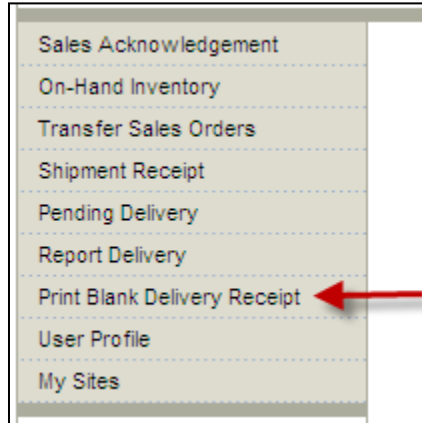 Sales Acknowledgement
On-Hand Inventory
Transfer Sales Orders
Shipment Receipt
Pending Delivery
Report Delivery
Print Blank Delivery Receipt
User Profile
My Sites